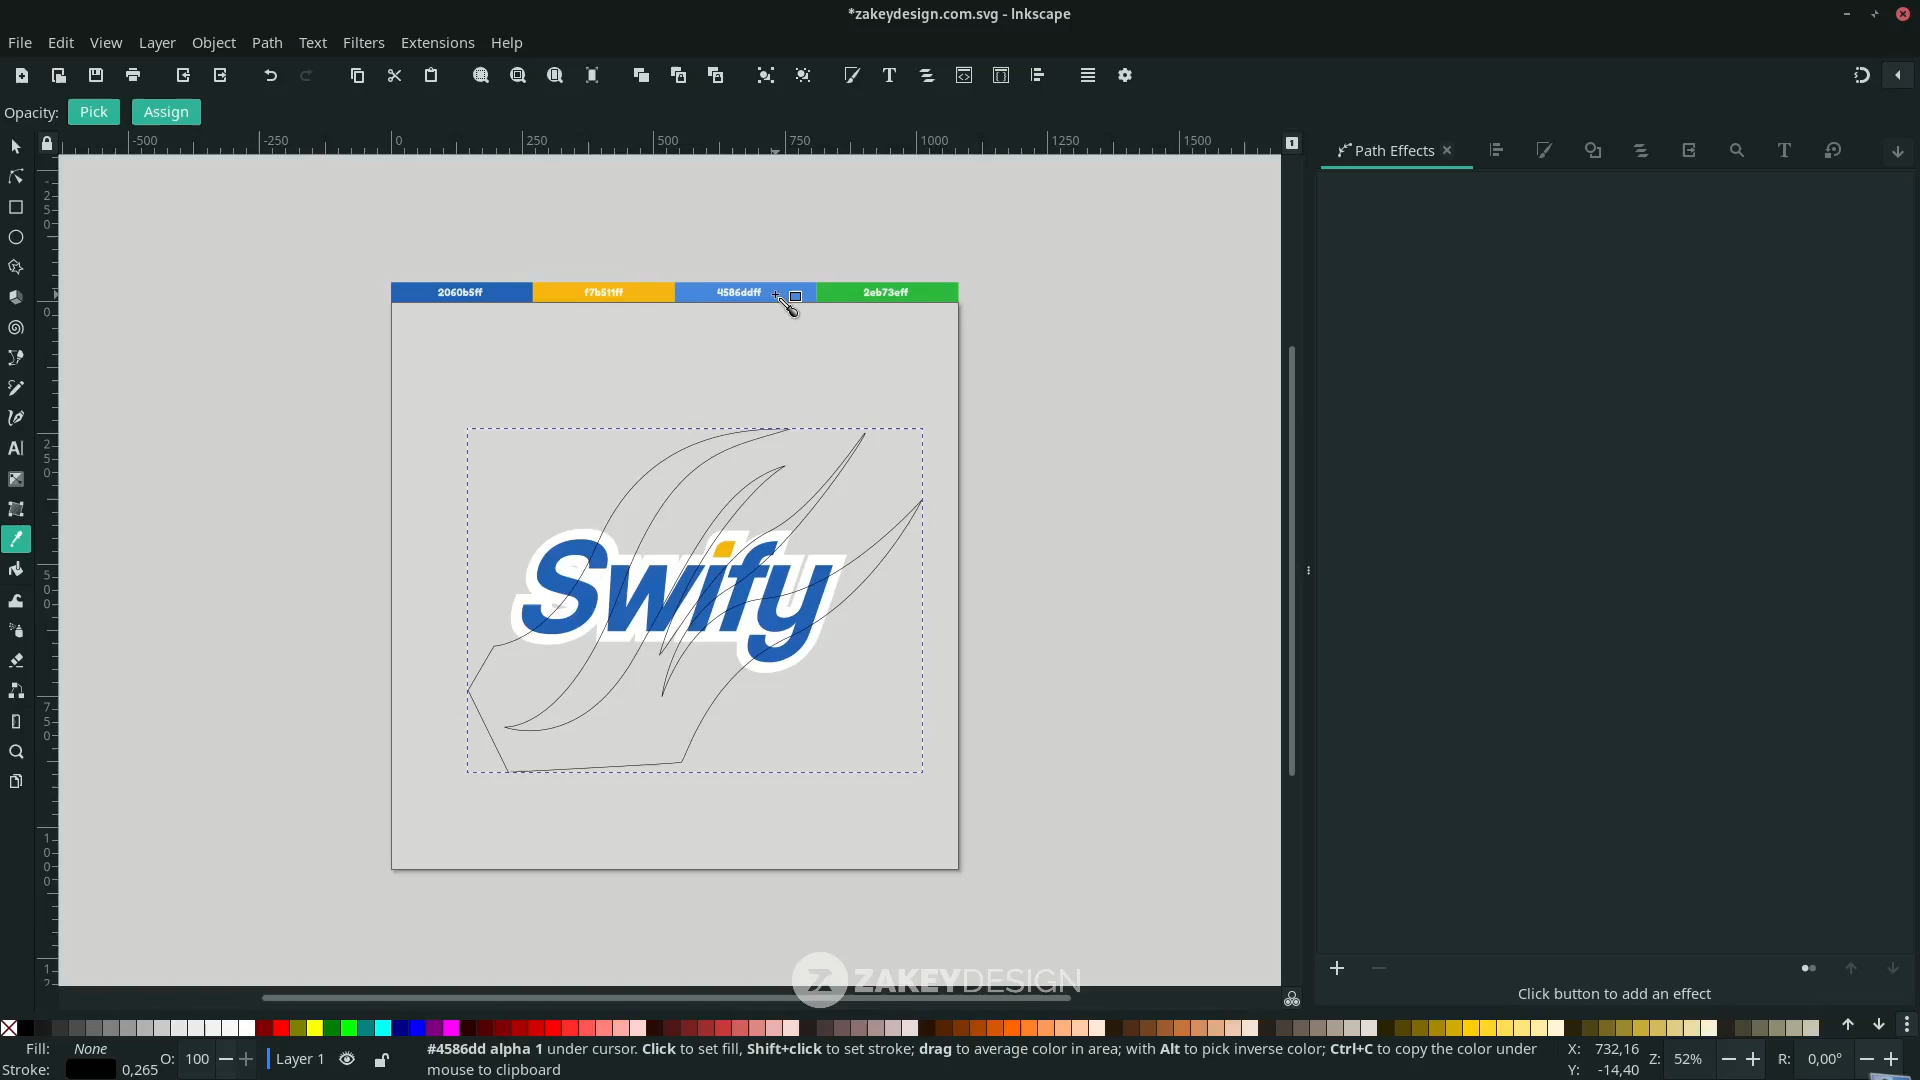 *zakeydesign.com.svg - Inkscape
File Edit View Layer Object Path Text Filters Extensions Help
Opacity: Pick Assign
-500 -250 0 250 500 750 1000 1250 1500
1
Path Effects
2060b5ff f7b511ff 4586ddff 2eb73eff
Swify
ZAKEYDESIGN
Click button to add an effect
Fill: None
Stroke: 0,265
O: 100
Layer 1
#4586dd alpha 1 under cursor. Click to set fill, Shift+click to set stroke; drag to average color in area; with Alt to pick inverse color; Ctrl+C to copy the color under
mouse to clipboard
X: 732,16
Y: -14,40
Z: 52%
R: 0,00°